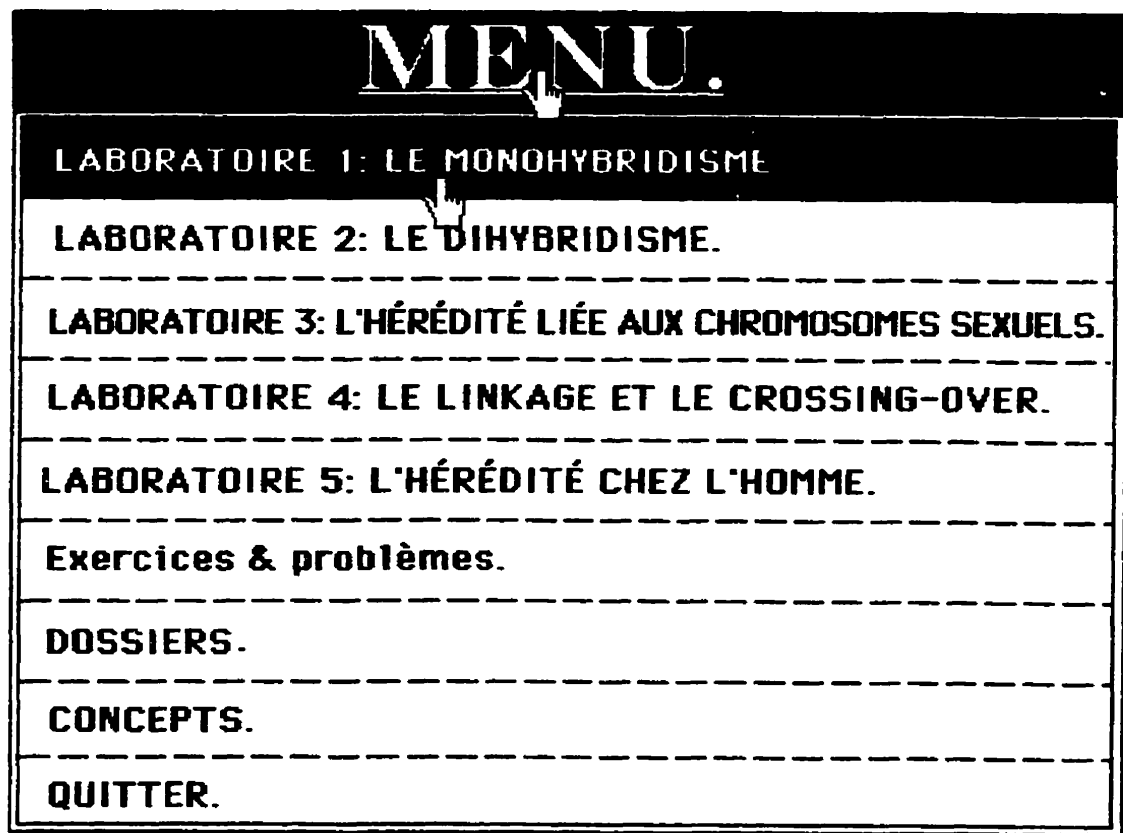 MENU.
LABORATOIRE 1: LE MONOHYBRIDISME
LABORATOIRE 2: LE DIHYBRIDISME.
LABORATOIRE 3: L'HÉRÉDITÉ LIÉE AUX CHROMOSOMES SEXUELS.
LABORATOIRE 4: LE LINKAGE ET LE CROSSING-OVER.
LABORATOIRE 5: L'HÉRÉDITÉ CHEZ L'HOMME.
Exercices & problèmes.
DOSSIERS.
CONCEPTS.
QUITTER.